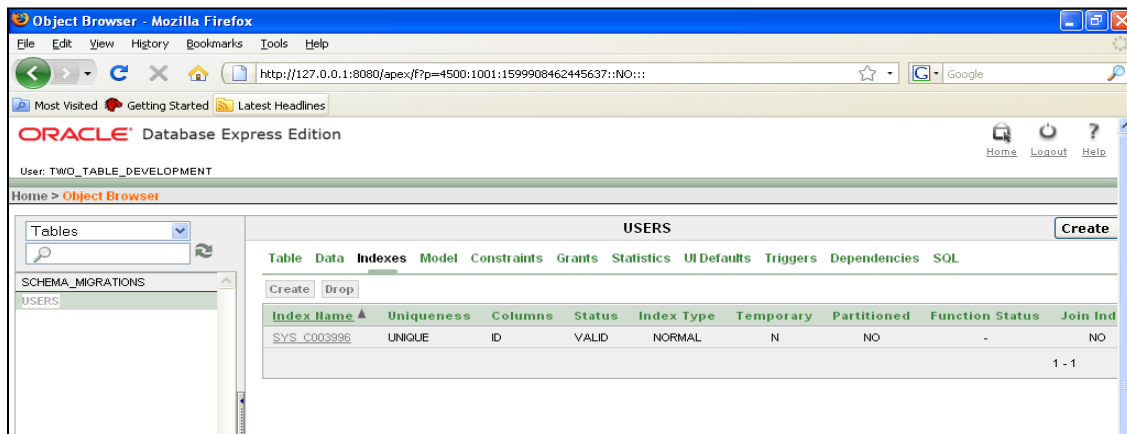 Object Browser - Mozilla Firefox
File Edit View History Bookmarks Tools Help
http://127.0.0.1:8080/apex/f?p=4500:1001:1599908462445637::NO::: G Google
Most Visited Getting Started Latest Headlines
ORACLE Database Express Edition
Home Logout Help
User: TWO_TABLE_DEVELOPMENT
Home > Object Browser
Tables USERS Create
Table Data Indexes Model Constraints Grants Statistics UI Defaults Triggers Dependencies SQL
SCHEMA_MIGRATIONS
USERS
Create Drop
Index Name Uniqueness Columns Status Index Type Temporary Partitioned Function Status Join Ind
SYS_C003996 UNIQUE ID VALID NORMAL N NO - NO
1 - 1